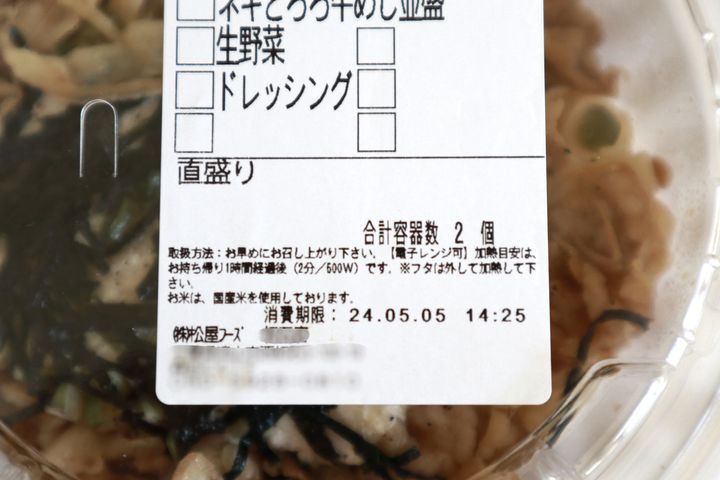 ネギとろろ牛めし並盛
生野菜
ドレッシング
直盛り
合計容器数 2 個
取扱方法：お早めにお召し上がり下さい。【電子レンジ可】加熱目安は、
お持ち帰り1時間経過後（2分／500W）です。※フタは外して加熱して下
さい。
お米は、国産米を使用しております。
消費期限：24.05.05 14:25
㈱松屋フーズ